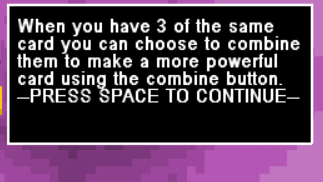 When you have 3 of the same
card you can choose to combine
them to make a more powerful
card using the combine button.
—PRESS SPACE TO CONTINUE—